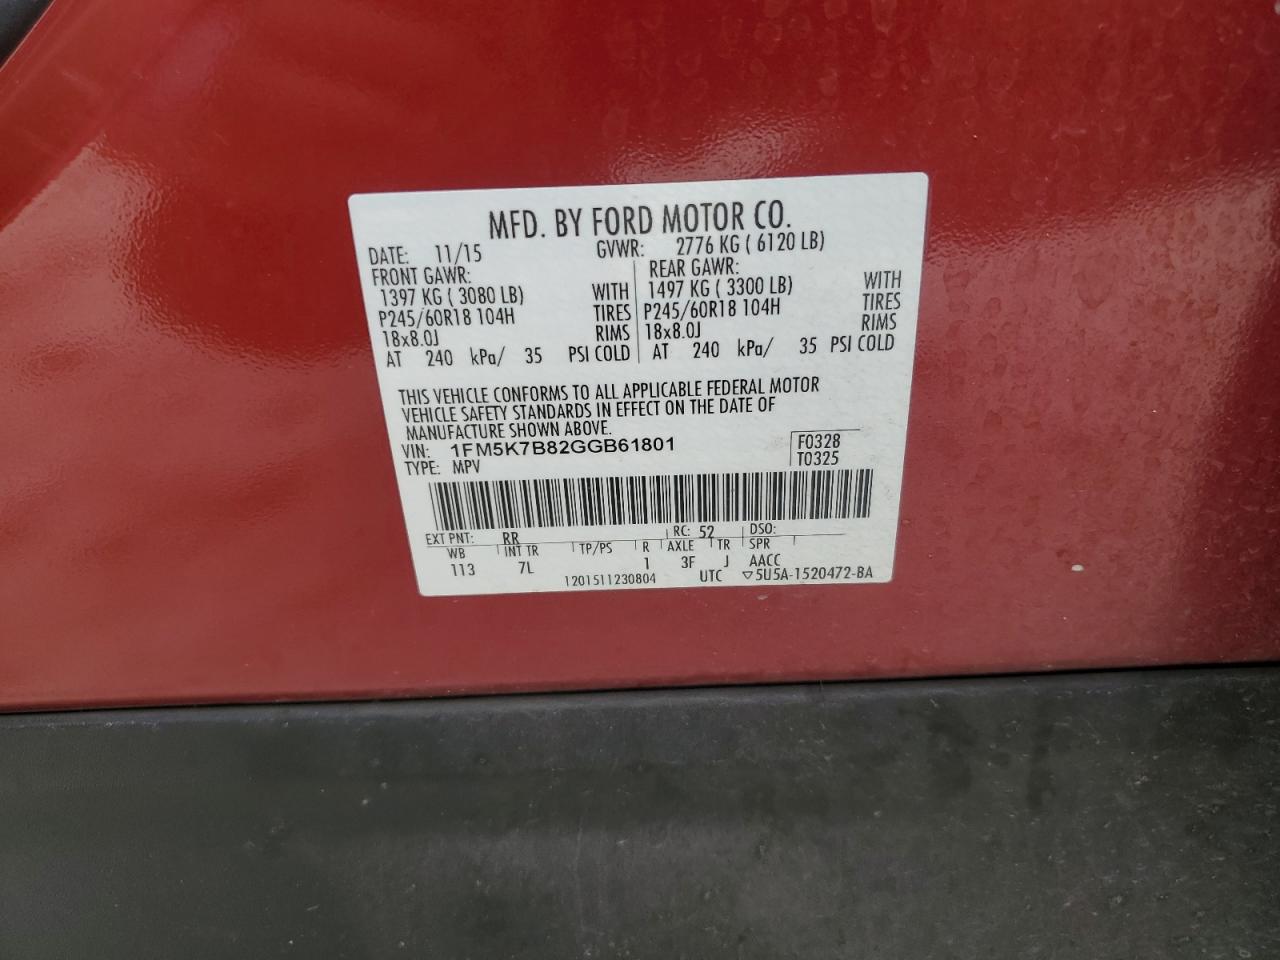 MFD. BY FORD MOTOR CO.
DATE: 11/15 GVWR: 2776 KG ( 6120 LB)
FRONT GAWR: REAR GAWR:
1397 KG ( 3080 LB) WITH 1497 KG ( 3300 LB) WITH
P245/60R18 104H TIRES P245/60R18 104H TIRES
18x8.0J RIMS 18x8.0J RIMS
AT 240 kPa/ 35 PSI COLD AT 240 kPa/ 35 PSI COLD
THIS VEHICLE CONFORMS TO ALL APPLICABLE FEDERAL MOTOR
VEHICLE SAFETY STANDARDS IN EFFECT ON THE DATE OF
MANUFACTURE SHOWN ABOVE.
VIN: 1FM5K7B82GGB61801 F0328
TYPE: MPV T0325
EXT PNT: RR RC: 52 DSO:
WB INT TR TP/PS R AXLE TR SPR
113 7L 1 3F J AACC
1201511230804 UTC ▽5U5A-1520472-BA